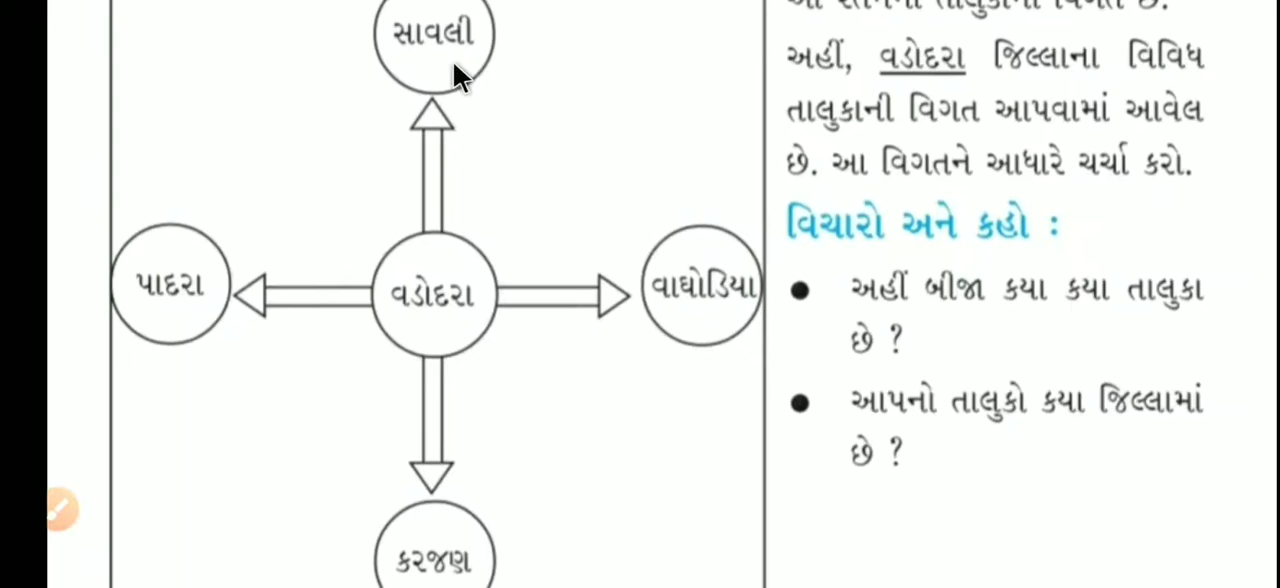 સાવલી
પાદરા
વડોદરા
વાઘોડિયા
કરજણ
અહીં, વડોદરા જિલ્લાના વિવિધ
તાલુકાની વિગત આપવામાં આવેલ
છે. આ વિગતને આધારે ચર્ચા કરો.
વિચારો અને કહો :
● અહીં બીજા કયા કયા તાલુકા
છે ?
● આપનો તાલુકો કયા જિલ્લામાં
છે ?